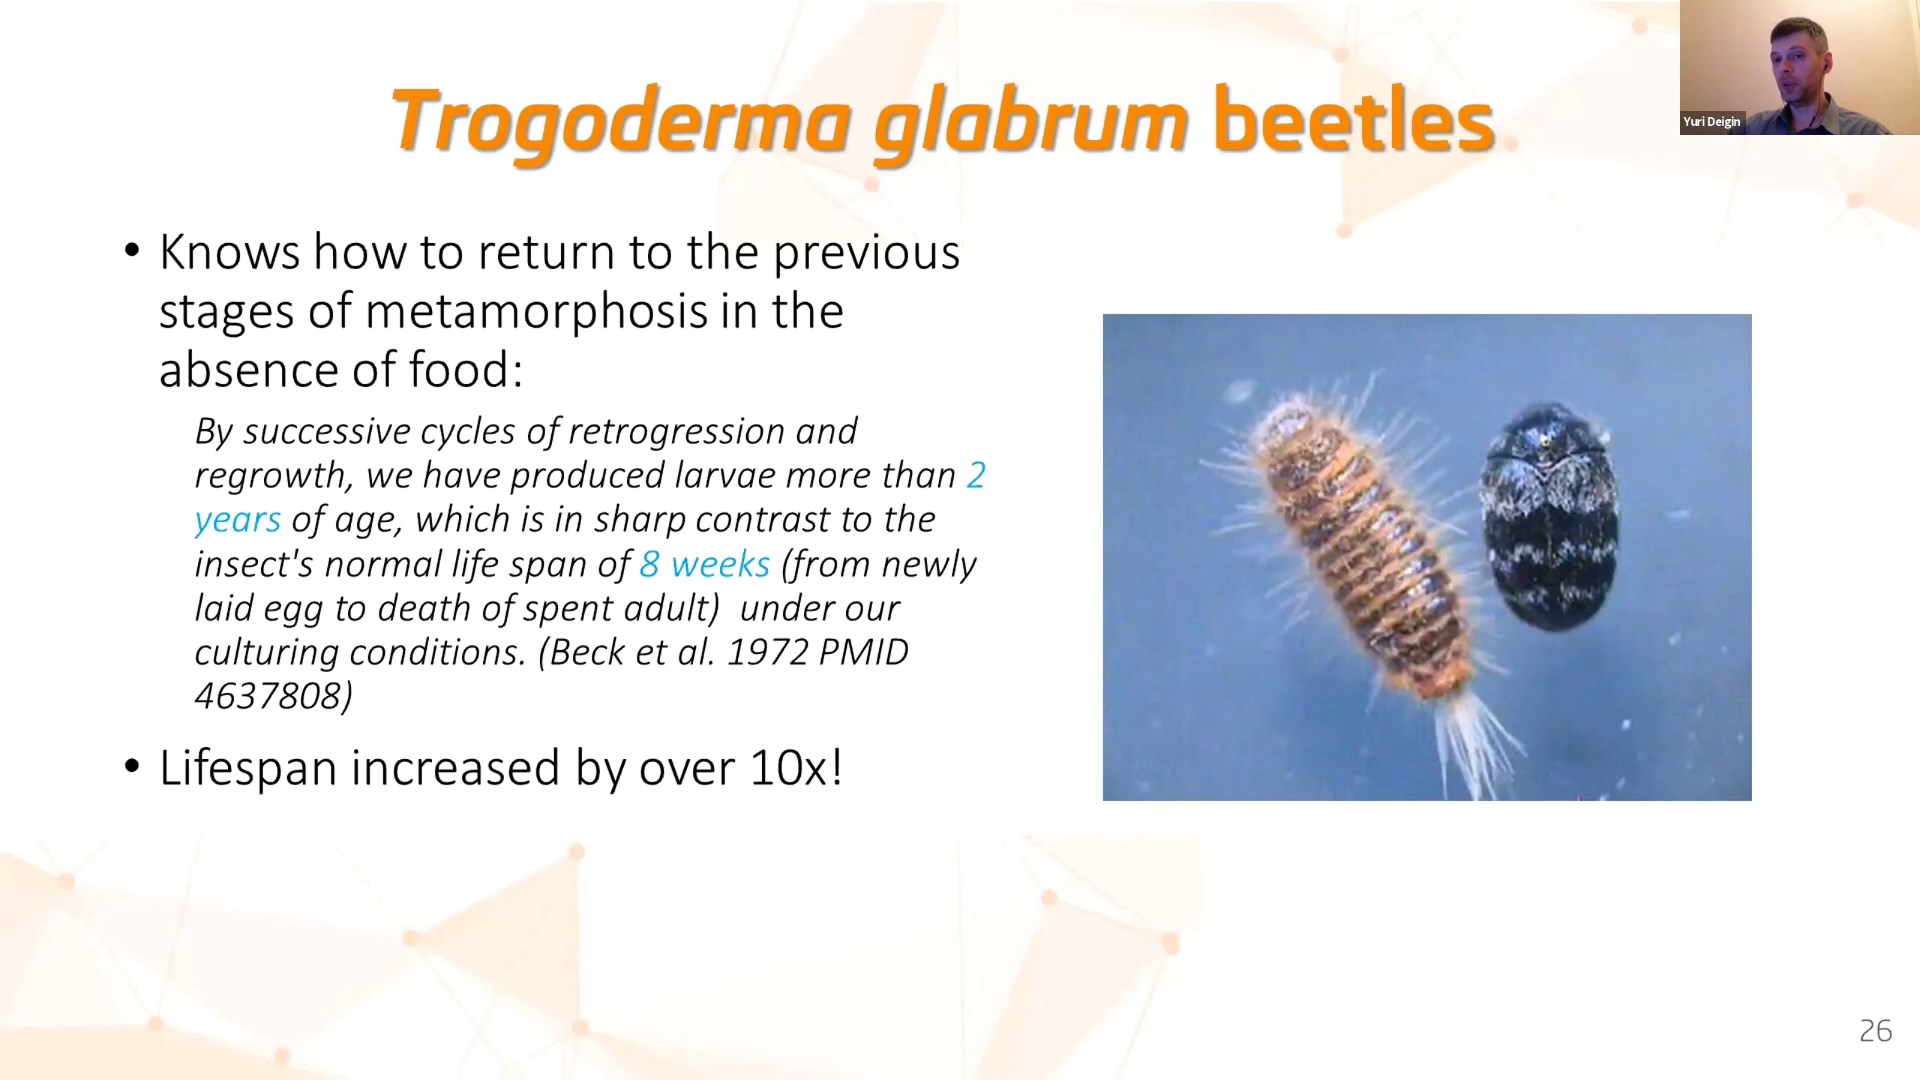 Trogoderma glabrum beetles
Yuri Deigin
• Knows how to return to the previous
stages of metamorphosis in the
absence of food:
By successive cycles of retrogression and
regrowth, we have produced larvae more than 2
years of age, which is in sharp contrast to the
insect's normal life span of 8 weeks (from newly
laid egg to death of spent adult) under our
culturing conditions. (Beck et al. 1972 PMID
4637808)
• Lifespan increased by over 10x!
26